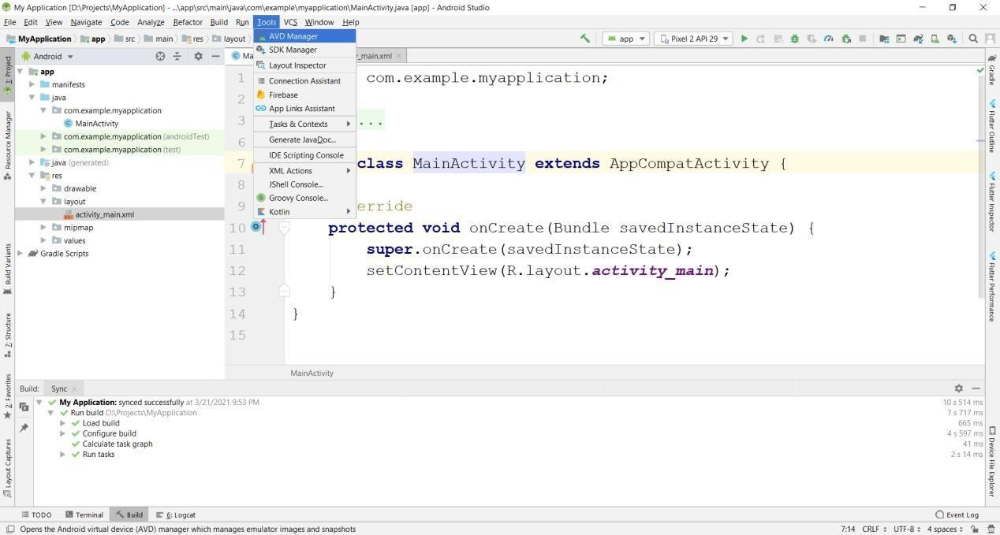 My Application [D:\Projects\MyApplication] - ...\app\src\main\java\com\example\myapplication\MainActivity.java [app] - Android Studio
File Edit View Navigate Code Analyze Refactor Build Run Tools VCS Window Help
MyApplication app src main res layout app Pixel 2 API 29
AVD Manager
SDK Manager
Layout Inspector
Connection Assistant
Firebase
App Links Assistant
Tasks & Contexts
Generate JavaDoc...
IDE Scripting Console
XML Actions
JShell Console...
Groovy Console...
Kotlin
1: Project
Resource Manager
Build Variants
7: Structure
2: Favorites
Layout Captures
Android
app
manifests
java
com.example.myapplication
MainActivity
com.example.myapplication (androidTest)
com.example.myapplication (test)
java (generated)
res
drawable
layout
activity_main.xml
mipmap
values
Gradle Scripts
Ma _main.xml
1 com.example.myapplication;
2
3 ...
6
7 class MainActivity extends AppCompatActivity {
8
9 erride
10 protected void onCreate(Bundle savedInstanceState) {
11 super.onCreate(savedInstanceState);
12 setContentView(R.layout.activity_main);
13 }
14 }
15
MainActivity
Gradle
Flutter Outline
Flutter Inspector
Flutter Performance
Device File Explorer
Build: Sync
My Application: synced successfully at 3/21/2021 9:53 PM 10 s 514 ms
Run build D:\Projects\MyApplication 7 s 717 ms
Load build 665 ms
Configure build 4 s 597 ms
Calculate task graph 41 ms
Run tasks 2 s 14 ms
TODO Terminal Build 6: Logcat Event Log
Opens the Android virtual device (AVD) manager which manages emulator images and snapshots 7:14 CRLF UTF-8 4 spaces